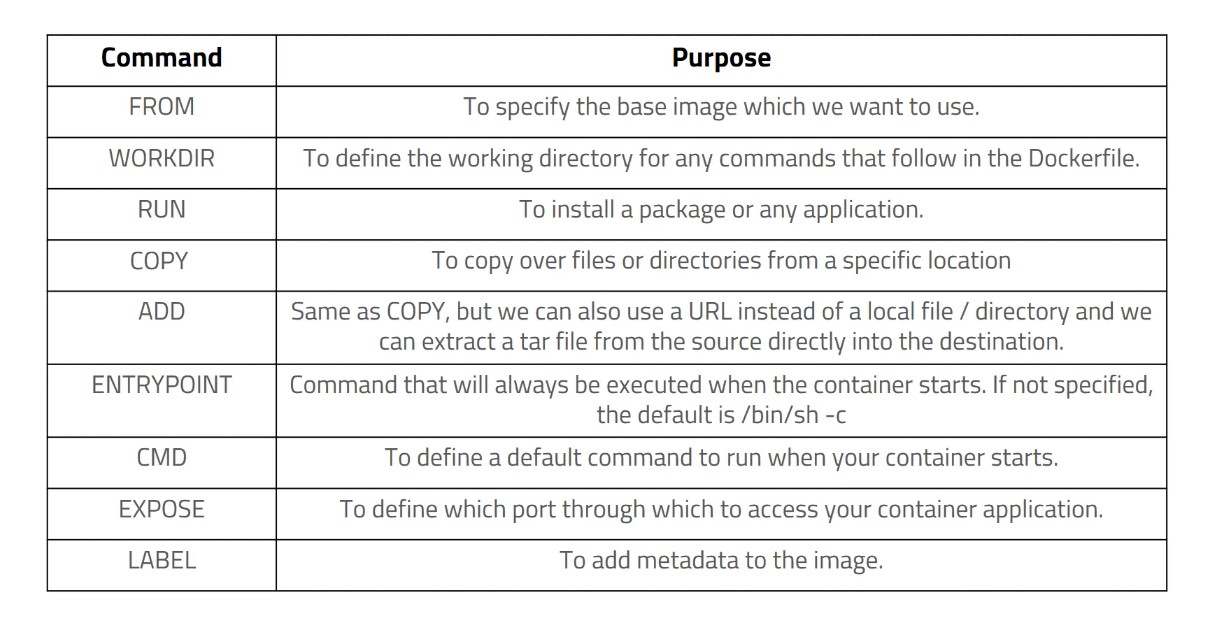 Command Purpose
FROM To specify the base image which we want to use.
WORKDIR To define the working directory for any commands that follow in the Dockerfile.
RUN To install a package or any application.
COPY To copy over files or directories from a specific location
ADD Same as COPY, but we can also use a URL instead of a local file / directory and we
can extract a tar file from the source directly into the destination.
ENTRYPOINT Command that will always be executed when the container starts. If not specified,
the default is /bin/sh -c
CMD To define a default command to run when your container starts.
EXPOSE To define which port through which to access your container application.
LABEL To add metadata to the image.